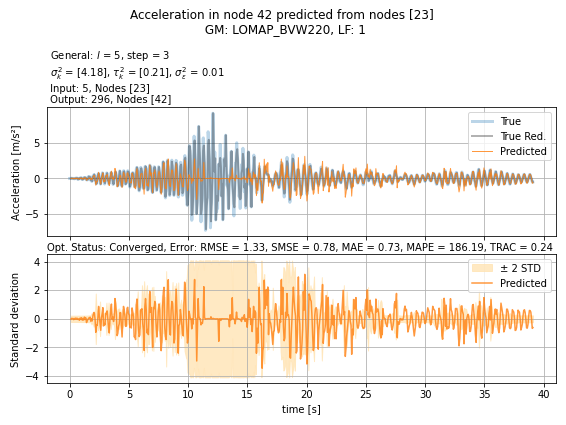 Acceleration in node 42 predicted from nodes [23]
GM: LOMAP_BVW220, LF: 1
General: l = 5, step = 3
σ²ₖ = [4.18], τ²ₖ = [0.21], σ²ε = 0.01
Input: 5, Nodes [23]
Output: 296, Nodes [42]
Acceleration [m/s²]
5
0
−5
True
True Red.
Predicted
Opt. Status: Converged, Error: RMSE = 1.33, SMSE = 0.78, MAE = 0.73, MAPE = 186.19, TRAC = 0.24
Standard deviation
4
2
0
−2
−4
± 2 STD
Predicted
0 5 10 15 20 25 30 35 40
time [s]